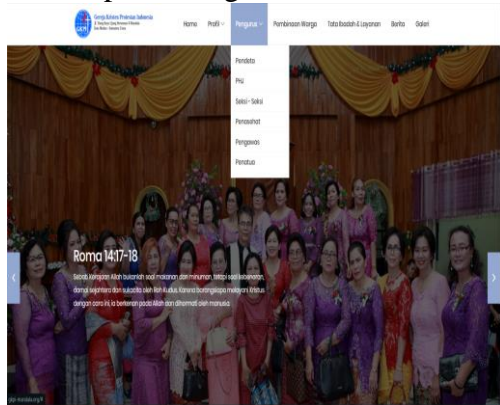 Gereja Kristen Protestan Indonesia
Home Profil Pengurus Pembinaan Warga Tata Ibadah & Layanan Berita Galeri
Pendeta
PHJ
Seksi - Seksi
Penasehat
Pengawas
Penatua
Roma 14:17-18
Sebab Kerajaan Allah bukanlah soal makanan dan minuman, tetapi soal kebenaran,
damai sejahtera dan sukacita oleh Roh Kudus. Karena barangsiapa melayani Kristus
dengan cara ini, ia berkenan pada Allah dan dihormati oleh manusia.